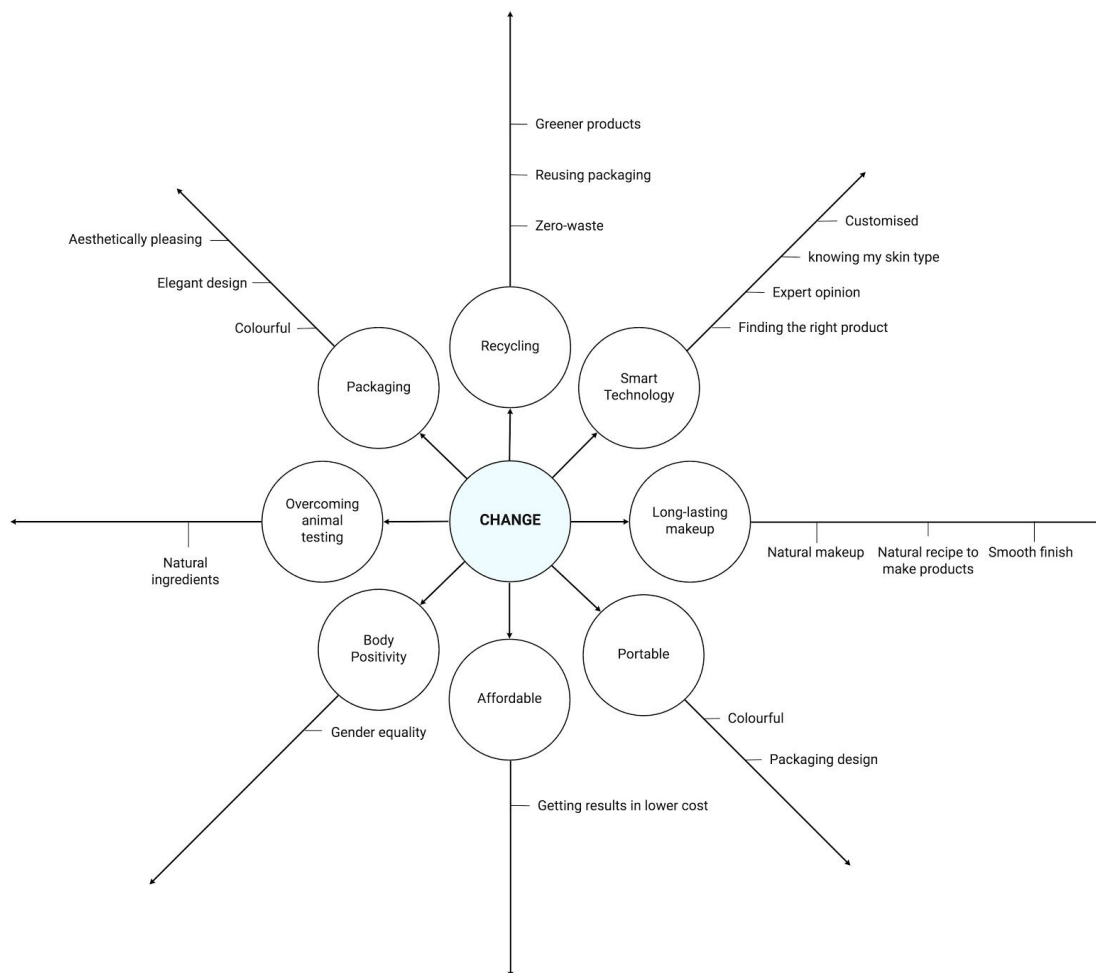 Greener products
Reusing packaging
Zero-waste
Recycling
Customised
knowing my skin type
Expert opinion
Finding the right product
Smart
Technology
Aesthetically pleasing
Elegant design
Colourful
Packaging
CHANGE
Long-lasting
makeup
Natural makeup
Natural recipe to
make products
Smooth finish
Overcoming
animal
testing
Natural
ingredients
Portable
Colourful
Packaging design
Affordable
Getting results in lower cost
Body
Positivity
Gender equality